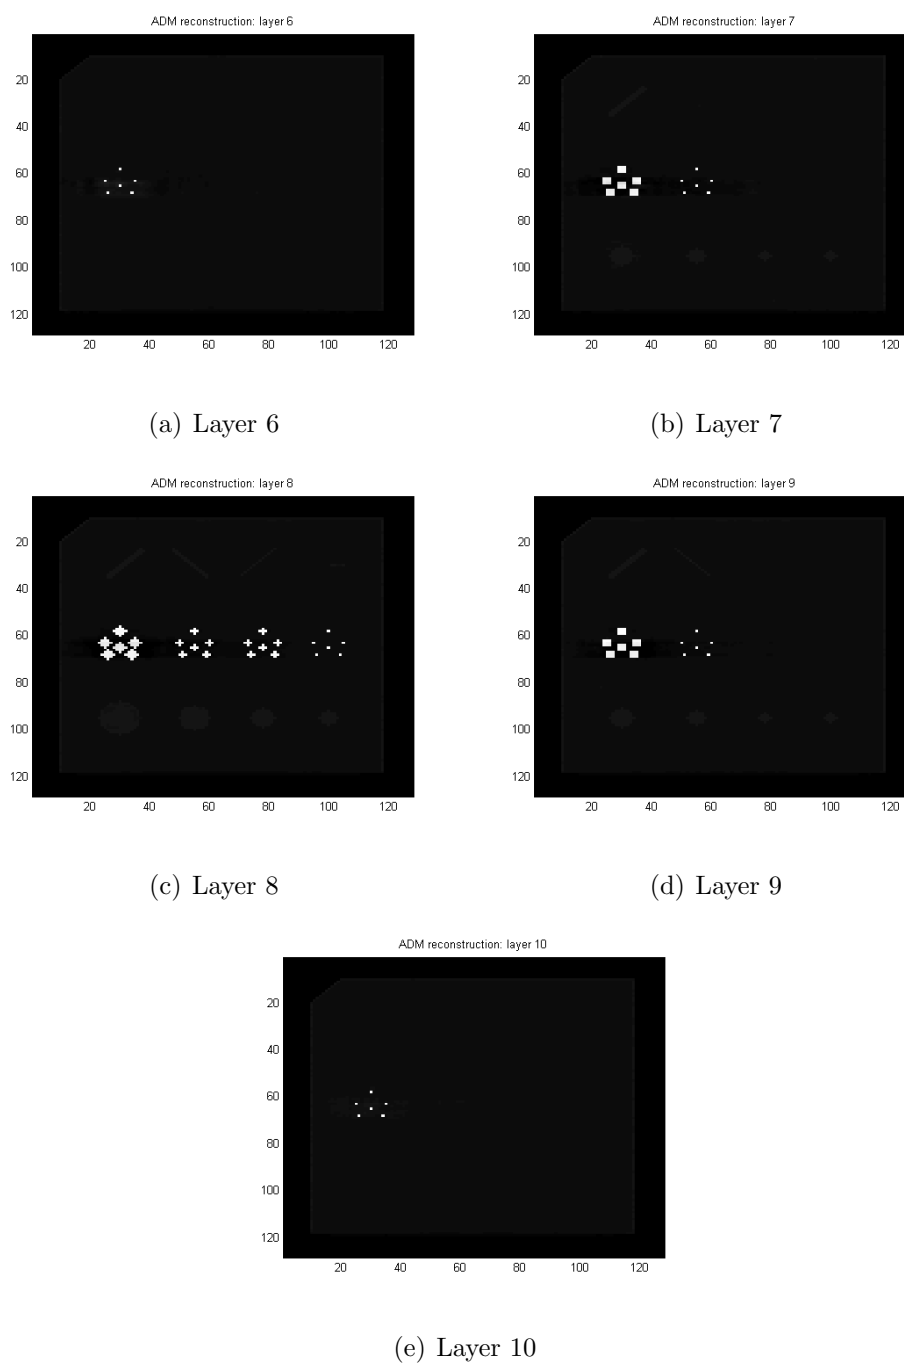 ADM reconstruction: layer 6
20
40
60
80
100
120
20 40 60 80 100 120
(a) Layer 6
ADM reconstruction: layer 7
20
40
60
80
100
120
20 40 60 80 100 120
(b) Layer 7
ADM reconstruction: layer 8
20
40
60
80
100
120
20 40 60 80 100 120
(c) Layer 8
ADM reconstruction: layer 9
20
40
60
80
100
120
20 40 60 80 100 120
(d) Layer 9
ADM reconstruction: layer 10
20
40
60
80
100
120
20 40 60 80 100 120
(e) Layer 10